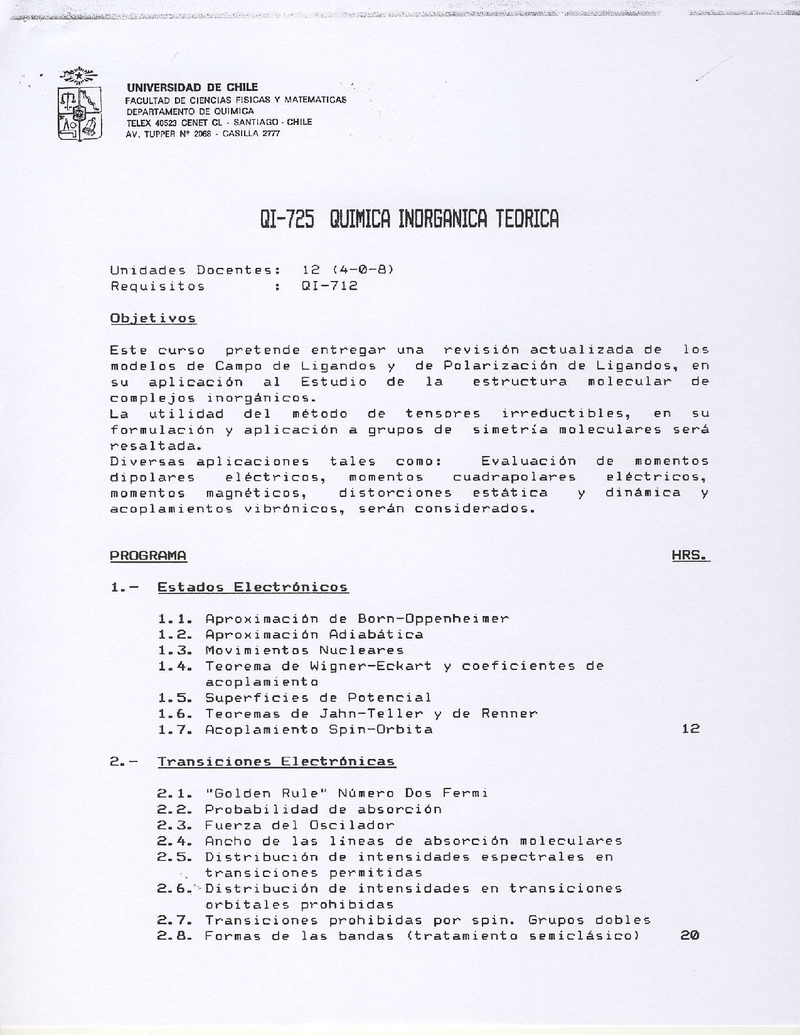 UNIVERSIDAD DE CHILE
FACULTAD DE CIENCIAS FISICAS Y MATEMATICAS
DEPARTAMENTO DE QUIMICA
TELEX 40523 CENET CL - SANTIAGO - CHILE
AV. TUPPER Nº 2068 - CASILLA 2777
QI-725 QUIMICA INORGANICA TEORICA
Unidades Docentes: 12 (4-0-8)
Requisitos : QI-712
Objetivos
Este curso pretende entregar una revisión actualizada de los
modelos de Campo de Ligandos y de Polarización de Ligandos, en
su aplicación al Estudio de la estructura molecular de
complejos inorgánicos.
La utilidad del método de tensores irreductibles, en su
formulación y aplicación a grupos de simetría moleculares será
resaltada.
Diversas aplicaciones tales como: Evaluación de momentos
dipolares eléctricos, momentos cuadrapolares eléctricos,
momentos magnéticos, distorciones estática y dinámica y
acoplamientos vibrónicos, serán considerados.
PROGRAMA HRS.
1.- Estados Electrónicos
1.1. Aproximación de Born-Oppenheimer
1.2. Aproximación Adiabática
1.3. Movimientos Nucleares
1.4. Teorema de Wigner-Eckart y coeficientes de
acoplamiento
1.5. Superficies de Potencial
1.6. Teoremas de Jahn-Teller y de Renner
1.7. Acoplamiento Spin-Orbita 12
2.- Transiciones Electrónicas
2.1. "Golden Rule" Número Dos Fermi
2.2. Probabilidad de absorción
2.3. Fuerza del Oscilador
2.4. Ancho de las líneas de absorción moleculares
2.5. Distribución de intensidades espectrales en
transiciones permitidas
2.6. Distribución de intensidades en transiciones
orbitales prohibidas
2.7. Transiciones prohibidas por spin. Grupos dobles
2.8. Formas de las bandas (tratamiento semiclásico) 20